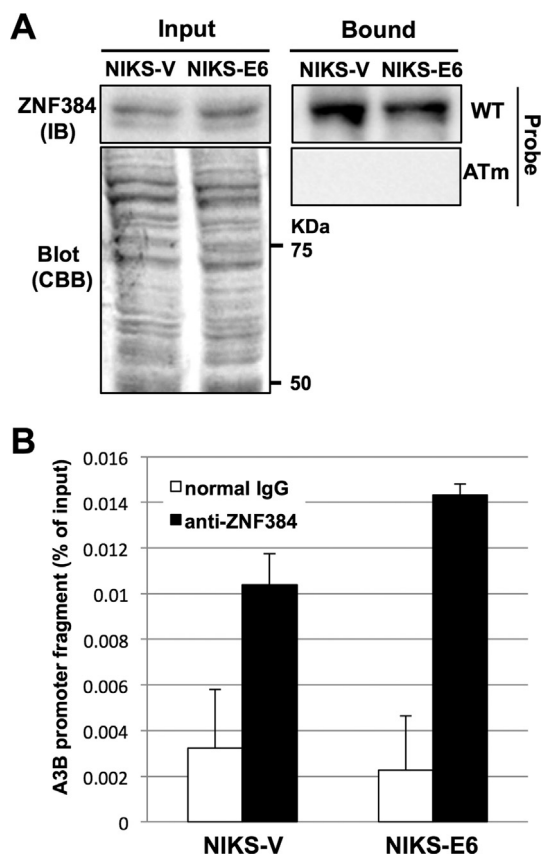 A
Input
Bound
NIKS-V NIKS-E6
NIKS-V NIKS-E6
ZNF384
(IB)
WT
ATm
Probe
Blot
(CBB)
KDa
75
50
B
A3B promoter fragment (% of input)
0.016
0.014
0.012
0.01
0.008
0.006
0.004
0.002
0
normal IgG
anti-ZNF384
NIKS-V
NIKS-E6